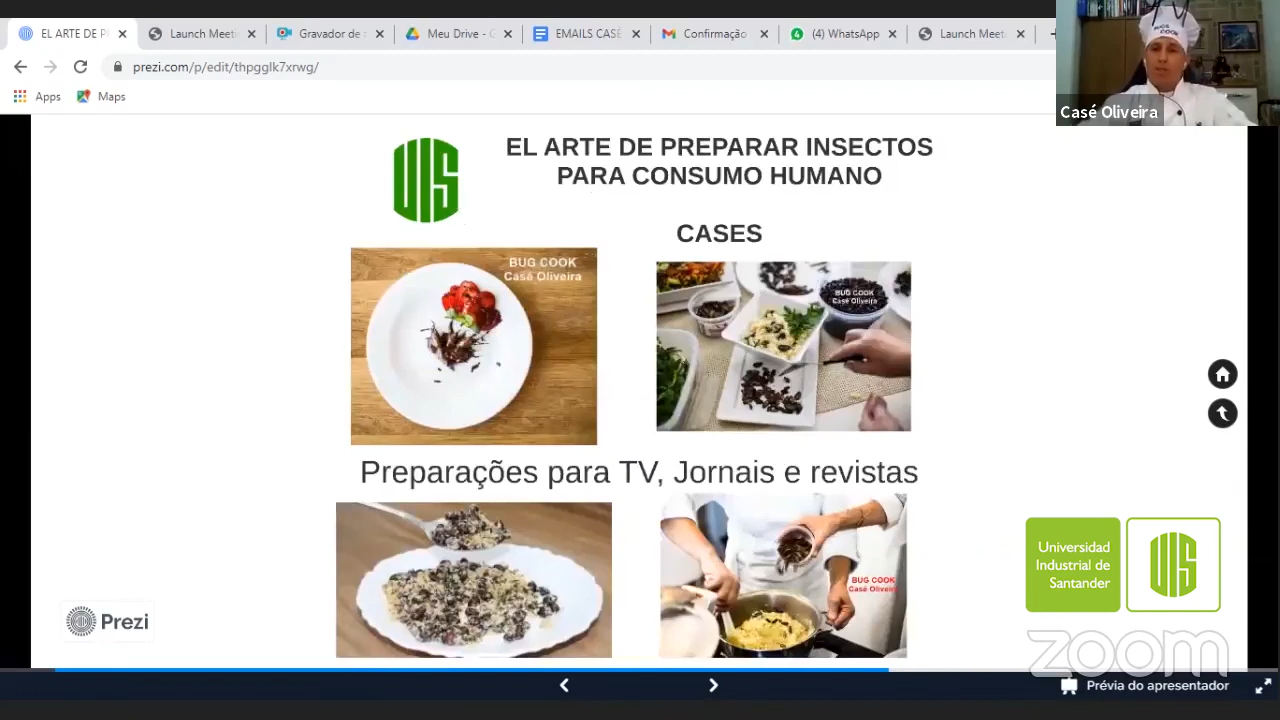 EL ARTE DE P
Launch Meeti
Gravador de
Meu Drive - G
EMAILS CASÉ
Confirmação
(4) WhatsApp
Launch Meet
prezi.com/p/edit/thpgglk7xrwg/
Apps
Maps
Casé Oliveira
UIS
EL ARTE DE PREPARAR INSECTOS
PARA CONSUMO HUMANO
CASES
BUG COOK
Casé Oliveira
BUG COOK
Casé Oliveira
Preparações para TV, Jornais e revistas
BUG COOK
Casé Oliveira
Universidad
Industrial de
Santander
UIS
Prezi
zoom
Prévia do apresentador